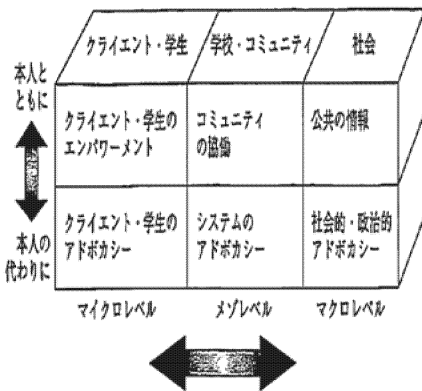 クライエント・学生
学校・コミュニティ
社会
本人と
ともに
クライエント・学生の
エンパワーメント
コミュニティ
の協働
公共の情報
本人の
代わりに
クライエント・学生の
アドボカシー
システムの
アドボカシー
社会的・政治的
アドボカシー
マイクロレベル
メゾレベル
マクロレベル